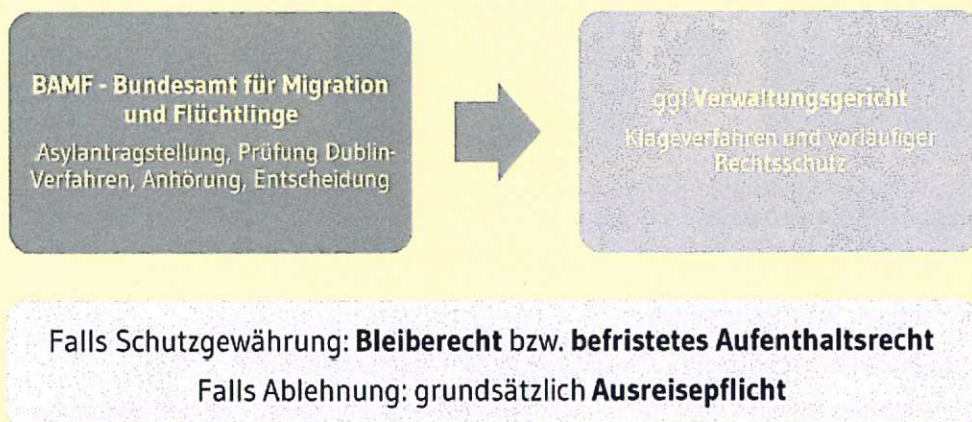 BAMF - Bundesamt für Migration
und Flüchtlinge
Asylantragstellung, Prüfung Dublin-
Verfahren, Anhörung, Entscheidung
ggf Verwaltungsgericht
Klageverfahren und vorläufiger
Rechtsschutz
Falls Schutzgewährung: Bleiberecht bzw. befristetes Aufenthaltsrecht
Falls Ablehnung: grundsätzlich Ausreisepflicht